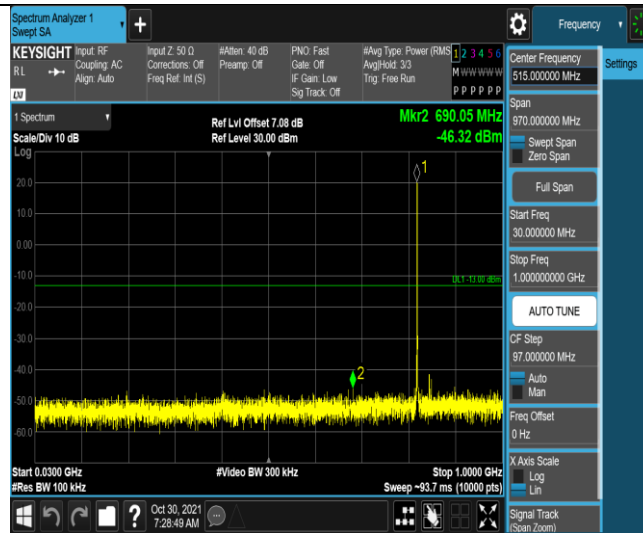 Spectrum Analyzer 1
Swept SA
Frequency
KEYSIGHT
Input: RF
Coupling: AC
Align: Auto
Input Z: 50 Ω
Corrections: Off
Freq Ref: Int (S)
#Atten: 40 dB
Preamp: Off
PNO: Fast
Gate: Off
IF Gain: Low
Sig Track: Off
#Avg Type: Power (RMS
Avg|Hold: 3/3
Trig: Free Run
1 2 3 4 5 6
M W W W W W
P P P P P P
R L
LXI
1 Spectrum
Scale/Div 10 dB
Log
Ref Lvl Offset 7.08 dB
Ref Level 30.00 dBm
Mkr2 690.05 MHz
-46.32 dBm
1
20.0
10.0
0.00
-10.0
DL1 -13.00 dBm
-20.0
-30.0
-40.0
2
-50.0
-60.0
Start 0.0300 GHz
#Res BW 100 kHz
#Video BW 300 kHz
Stop 1.0000 GHz
Sweep ~93.7 ms (10000 pts)
Oct 30, 2021
7:28:49 AM
Center Frequency
515.000000 MHz
Settings
Span
970.000000 MHz
Swept Span
Zero Span
Full Span
Start Freq
30.000000 MHz
Stop Freq
1.000000000 GHz
AUTO TUNE
CF Step
97.000000 MHz
Auto
Man
Freq Offset
0 Hz
X Axis Scale
Log
Lin
Signal Track
(Span Zoom)